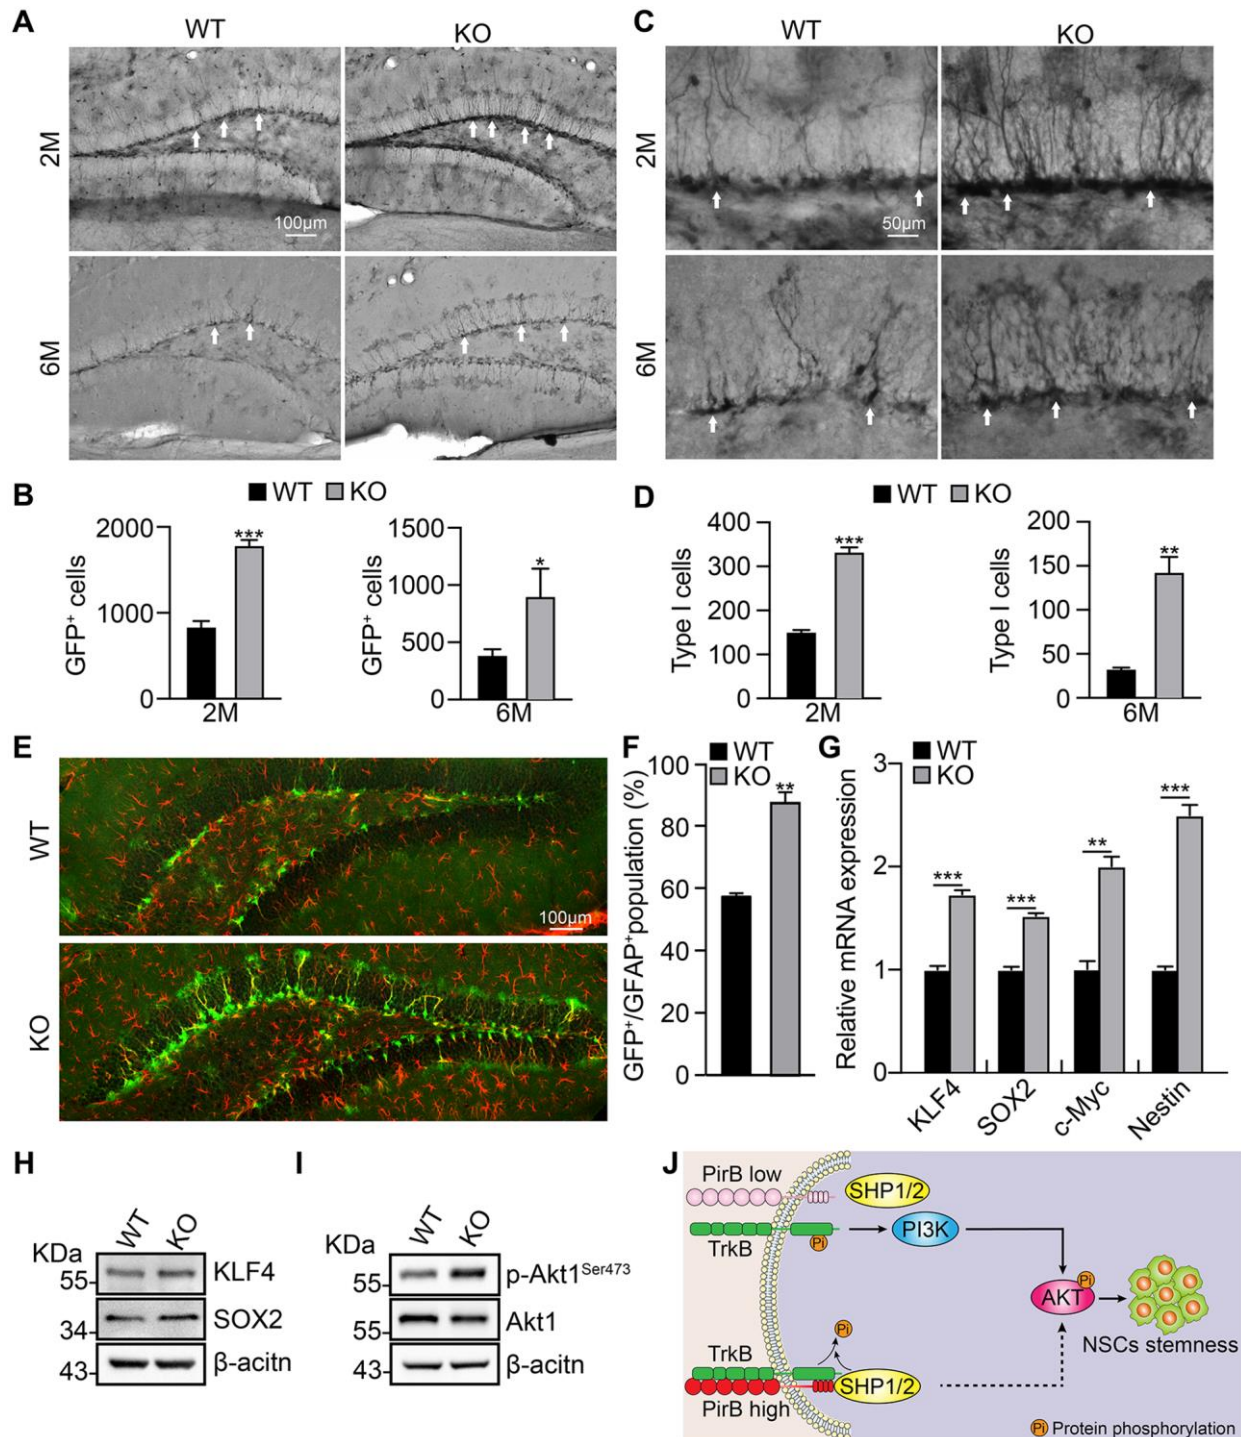 A
WT
KO
2M
100μm
6M
C
WT
KO
2M
50μm
6M
B
WT KO
GFP+ cells
2000
1000
0
***
2M
GFP+ cells
1500
1000
500
0
*
6M
D
WT KO
Type I cells
400
300
200
100
0
***
2M
Type I cells
200
150
100
50
0
**
6M
E
WT
100μm
KO
F
WT
KO
GFP+/GFAP+population (%)
100
80
60
40
20
0
**
G
WT
KO
Relative mRNA expression
3
2
1
0
***
***
**
***
KLF4
SOX2
c-Myc
Nestin
H
WT
KO
KDa
55
KLF4
34
SOX2
43
β-acitn
I
WT
KO
KDa
55
p-Akt1Ser473
55
Akt1
43
β-acitn
J
PirB low
SHP1/2
TrkB
Pi
PI3K
Pi
AKT
NSCs stemness
Pi
TrkB
SHP1/2
PirB high
Pi Protein phosphorylation